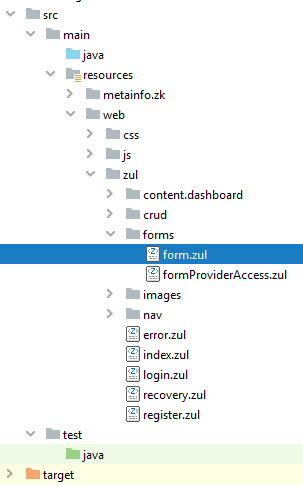 src
main
java
resources
metainfo.zk
web
css
js
zul
content.dashboard
crud
forms
form.zul
formProviderAccess.zul
images
nav
error.zul
index.zul
login.zul
recovery.zul
register.zul
test
java
target